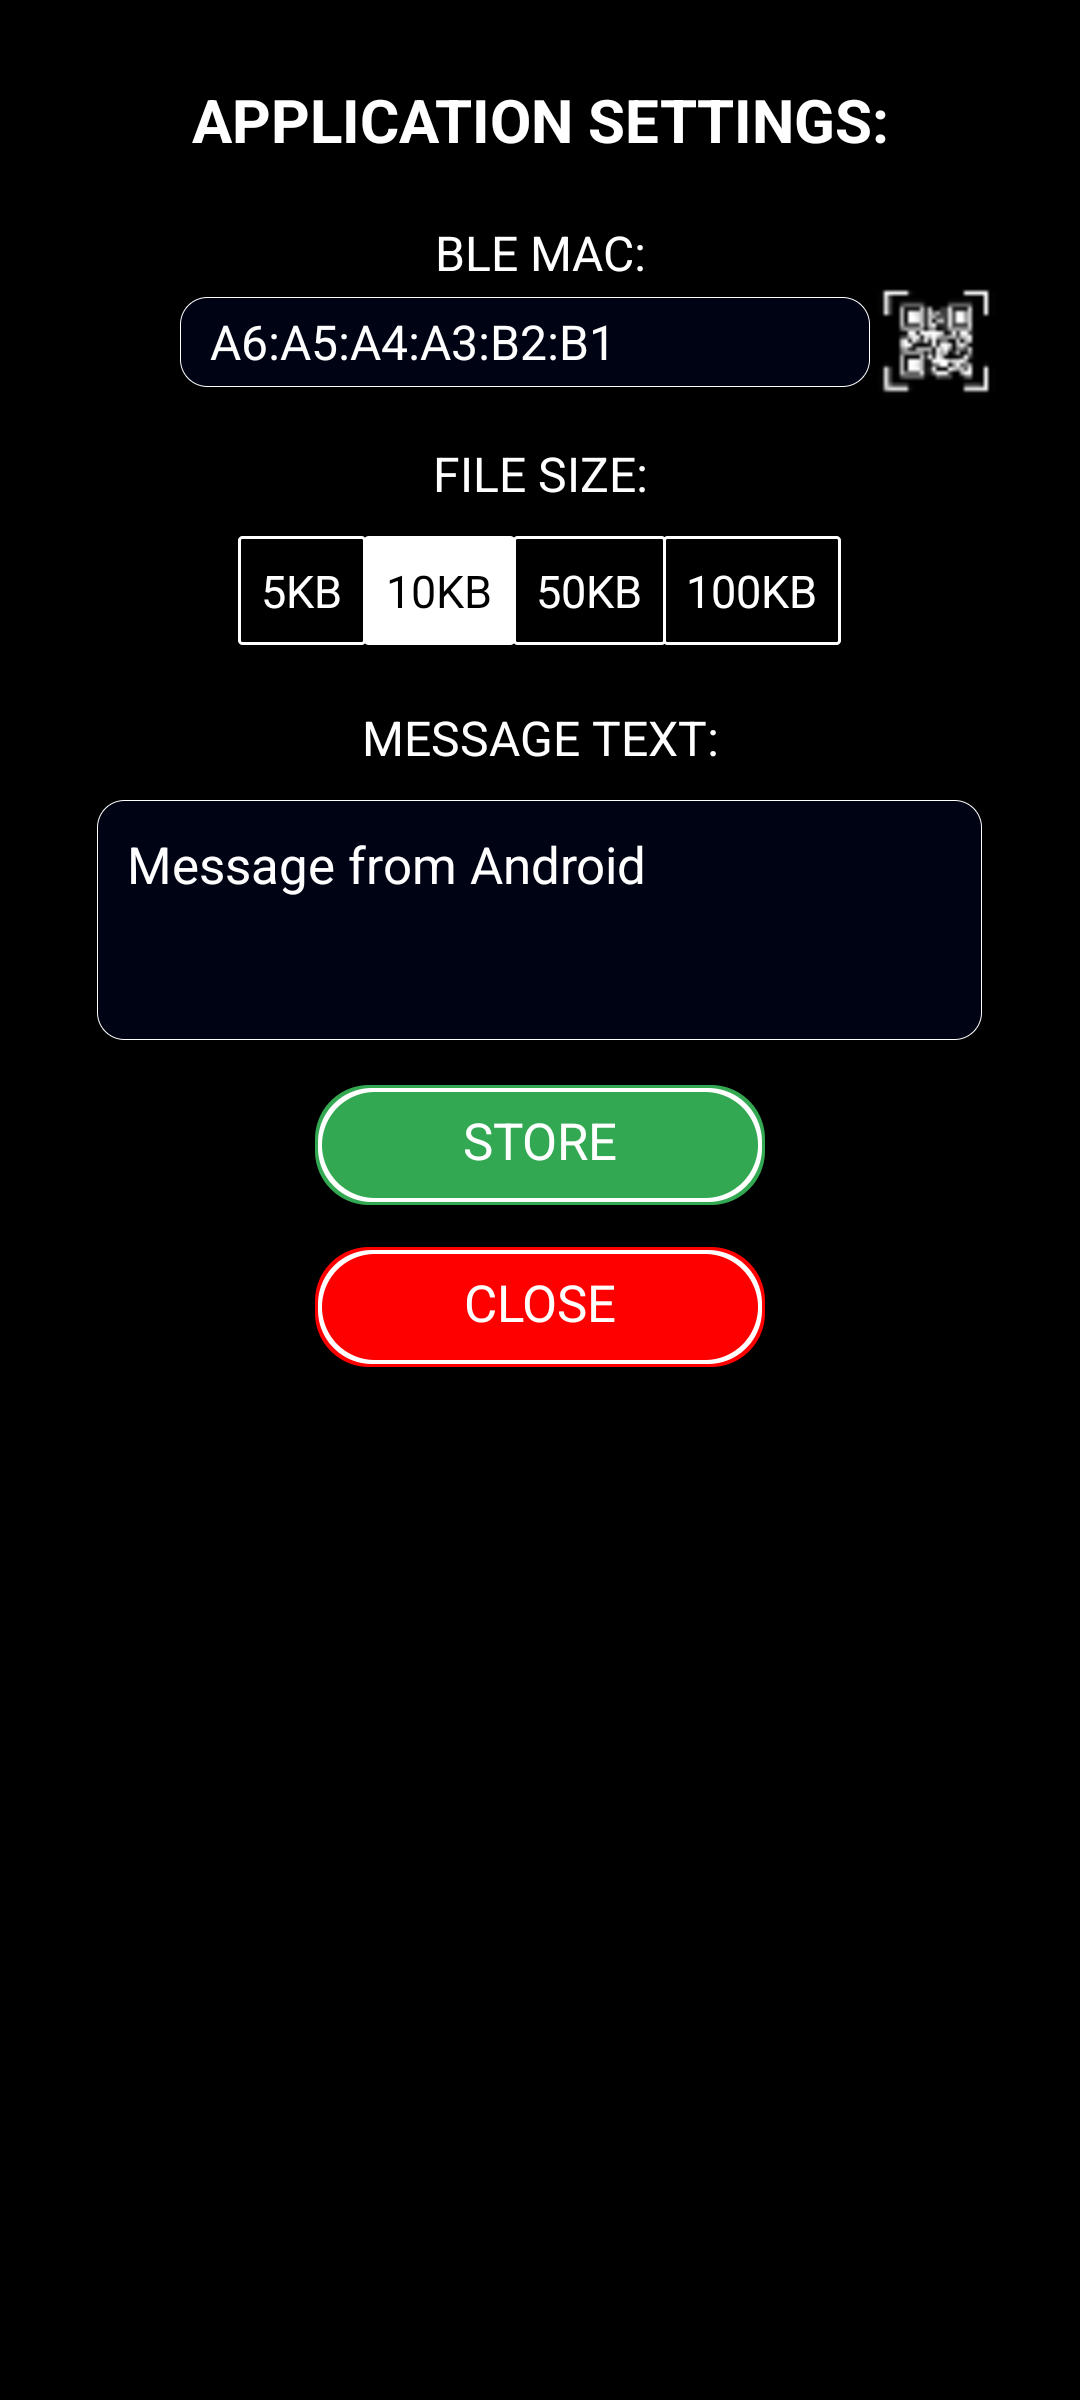 APPLICATION SETTINGS:
BLE MAC:
A6:A5:A4:A3:B2:B1
FILE SIZE:
5KB 10KB 50KB 100KB
MESSAGE TEXT:
Message from Android
STORE
CLOSE